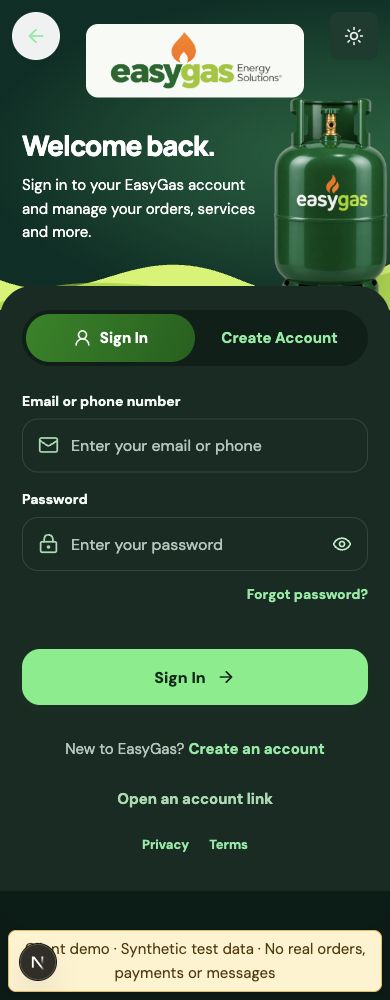 easygas Energy Solutions®
Welcome back.
Sign in to your EasyGas account
and manage your orders, services
and more.
easygas
Sign In
Create Account
Email or phone number
Enter your email or phone
Password
Enter your password
Forgot password?
Sign In →
New to EasyGas? Create an account
Open an account link
Privacy Terms
demo · Synthetic test data · No real orders,
N
payments or messages